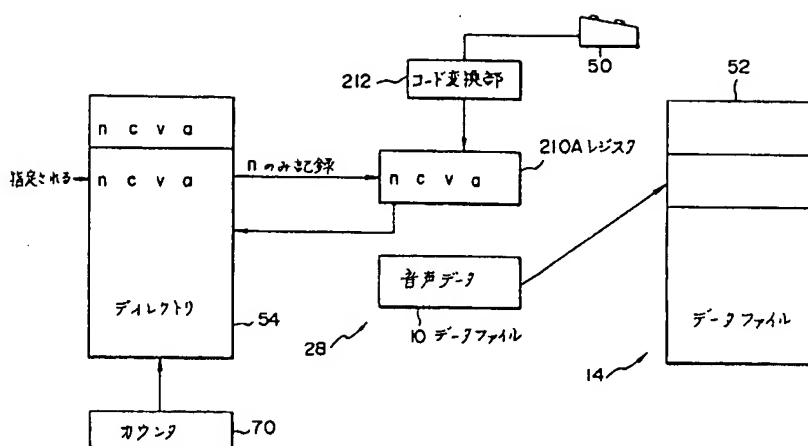 50
212 コード変換部
52
n c v a
210A レジスタ
指定される n c v a
nのみ記録
n c v a
音声データ
ディレクトリ
54
28
10 データファイル
データファイル
14
カウンタ
70